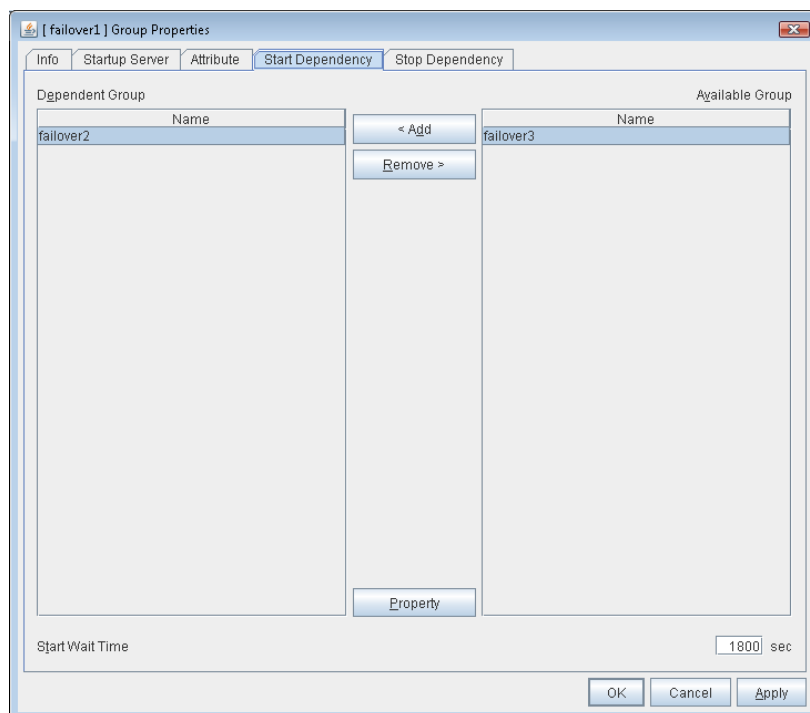 [ failover1 ] Group Properties
Info Startup Server Attribute Start Dependency Stop Dependency
Dependent Group Available Group
Name Name
failover2 < Add failover3
Remove >
Property
Start Wait Time 1800 sec
OK Cancel Apply